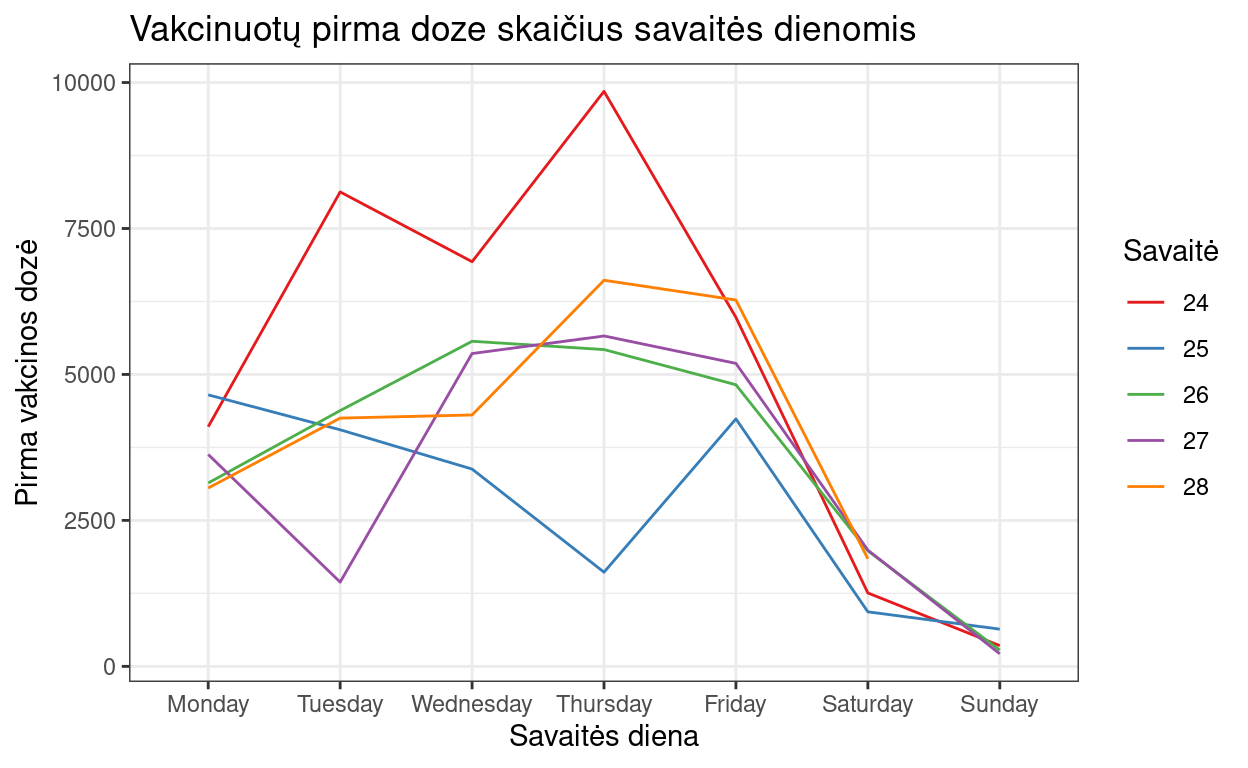 Vakcinuotų pirma doze skaičius savaitės dienomis
Pirma vakcinos dozė
10000
7500
5000
2500
0
Monday Tuesday Wednesday Thursday Friday Saturday Sunday
Savaitės diena
Savaitė
24
25
26
27
28